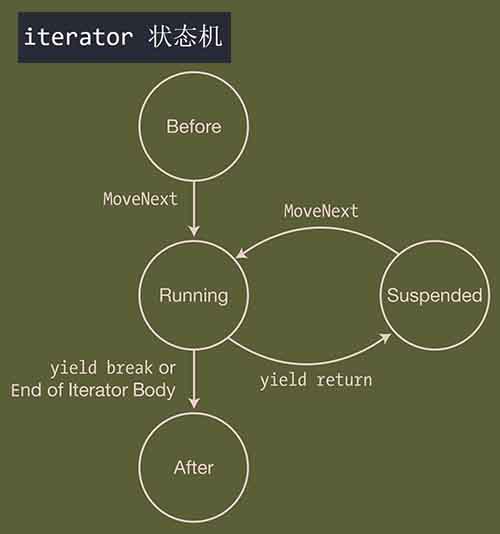 iterator 状态机
Before
MoveNext
MoveNext
Running
Suspended
yield break or
End of Iterator Body
yield return
After